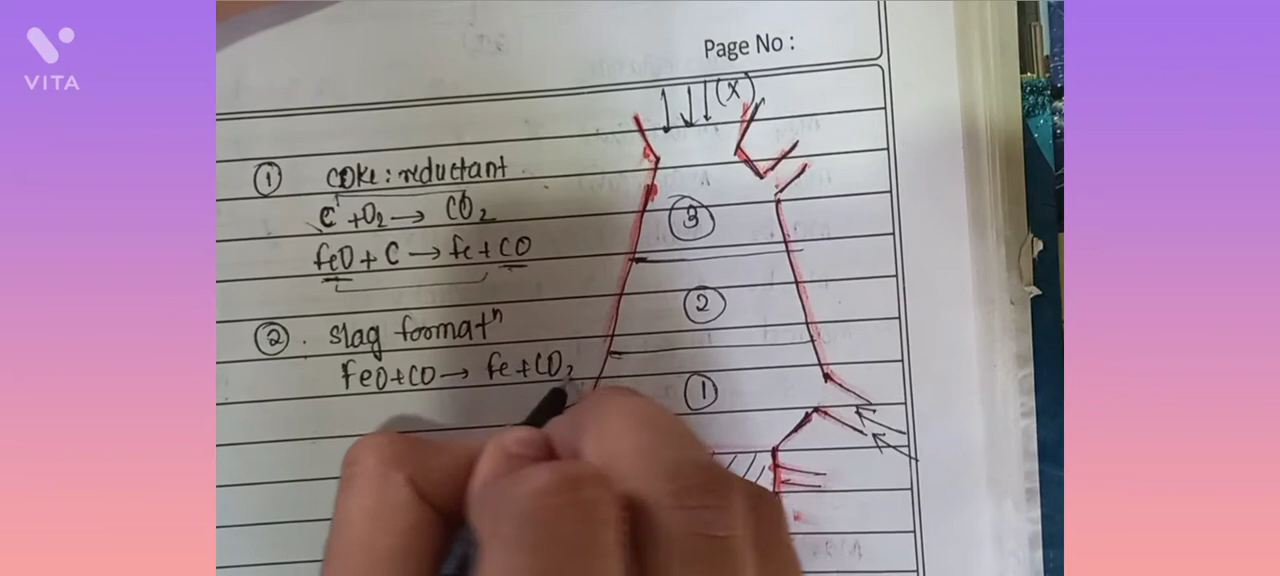 VITA
Page No :
(x)
① COKe : reductant
C + O₂ → CO₂
feO + C → fe + CO
③
② . slag formatⁿ
②
FeO + CO → fe + CO₂
①